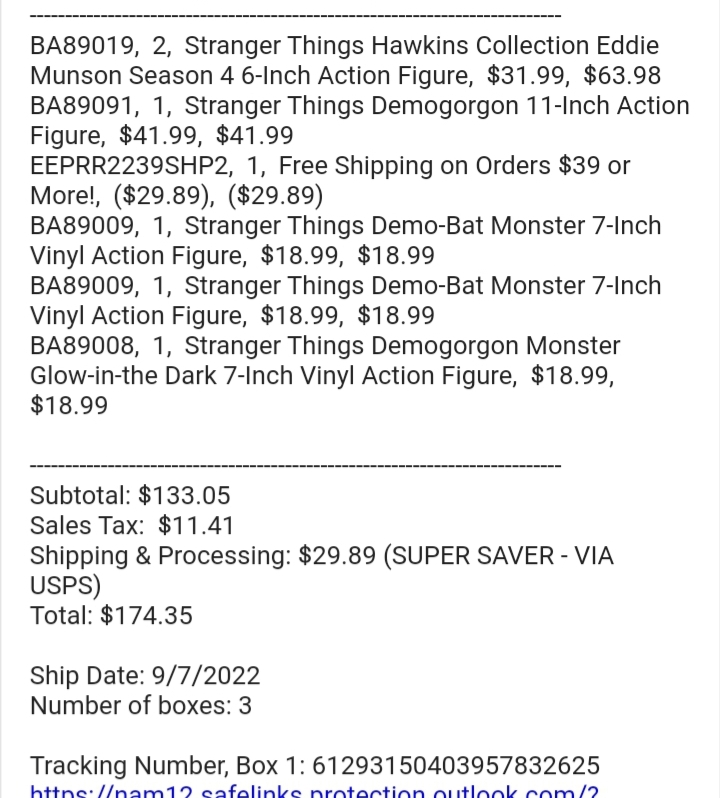 --------------------------------------------------------------------------
BA89019, 2, Stranger Things Hawkins Collection Eddie
Munson Season 4 6-Inch Action Figure, $31.99, $63.98
BA89091, 1, Stranger Things Demogorgon 11-Inch Action
Figure, $41.99, $41.99
EEPRR2239SHP2, 1, Free Shipping on Orders $39 or
More!, ($29.89), ($29.89)
BA89009, 1, Stranger Things Demo-Bat Monster 7-Inch
Vinyl Action Figure, $18.99, $18.99
BA89009, 1, Stranger Things Demo-Bat Monster 7-Inch
Vinyl Action Figure, $18.99, $18.99
BA89008, 1, Stranger Things Demogorgon Monster
Glow-in-the Dark 7-Inch Vinyl Action Figure, $18.99,
$18.99
--------------------------------------------------------------------------
Subtotal: $133.05
Sales Tax: $11.41
Shipping & Processing: $29.89 (SUPER SAVER - VIA
USPS)
Total: $174.35
Ship Date: 9/7/2022
Number of boxes: 3
Tracking Number, Box 1: 61293150403957832625
https://nam12.safelinks.protection.outlook.com/?